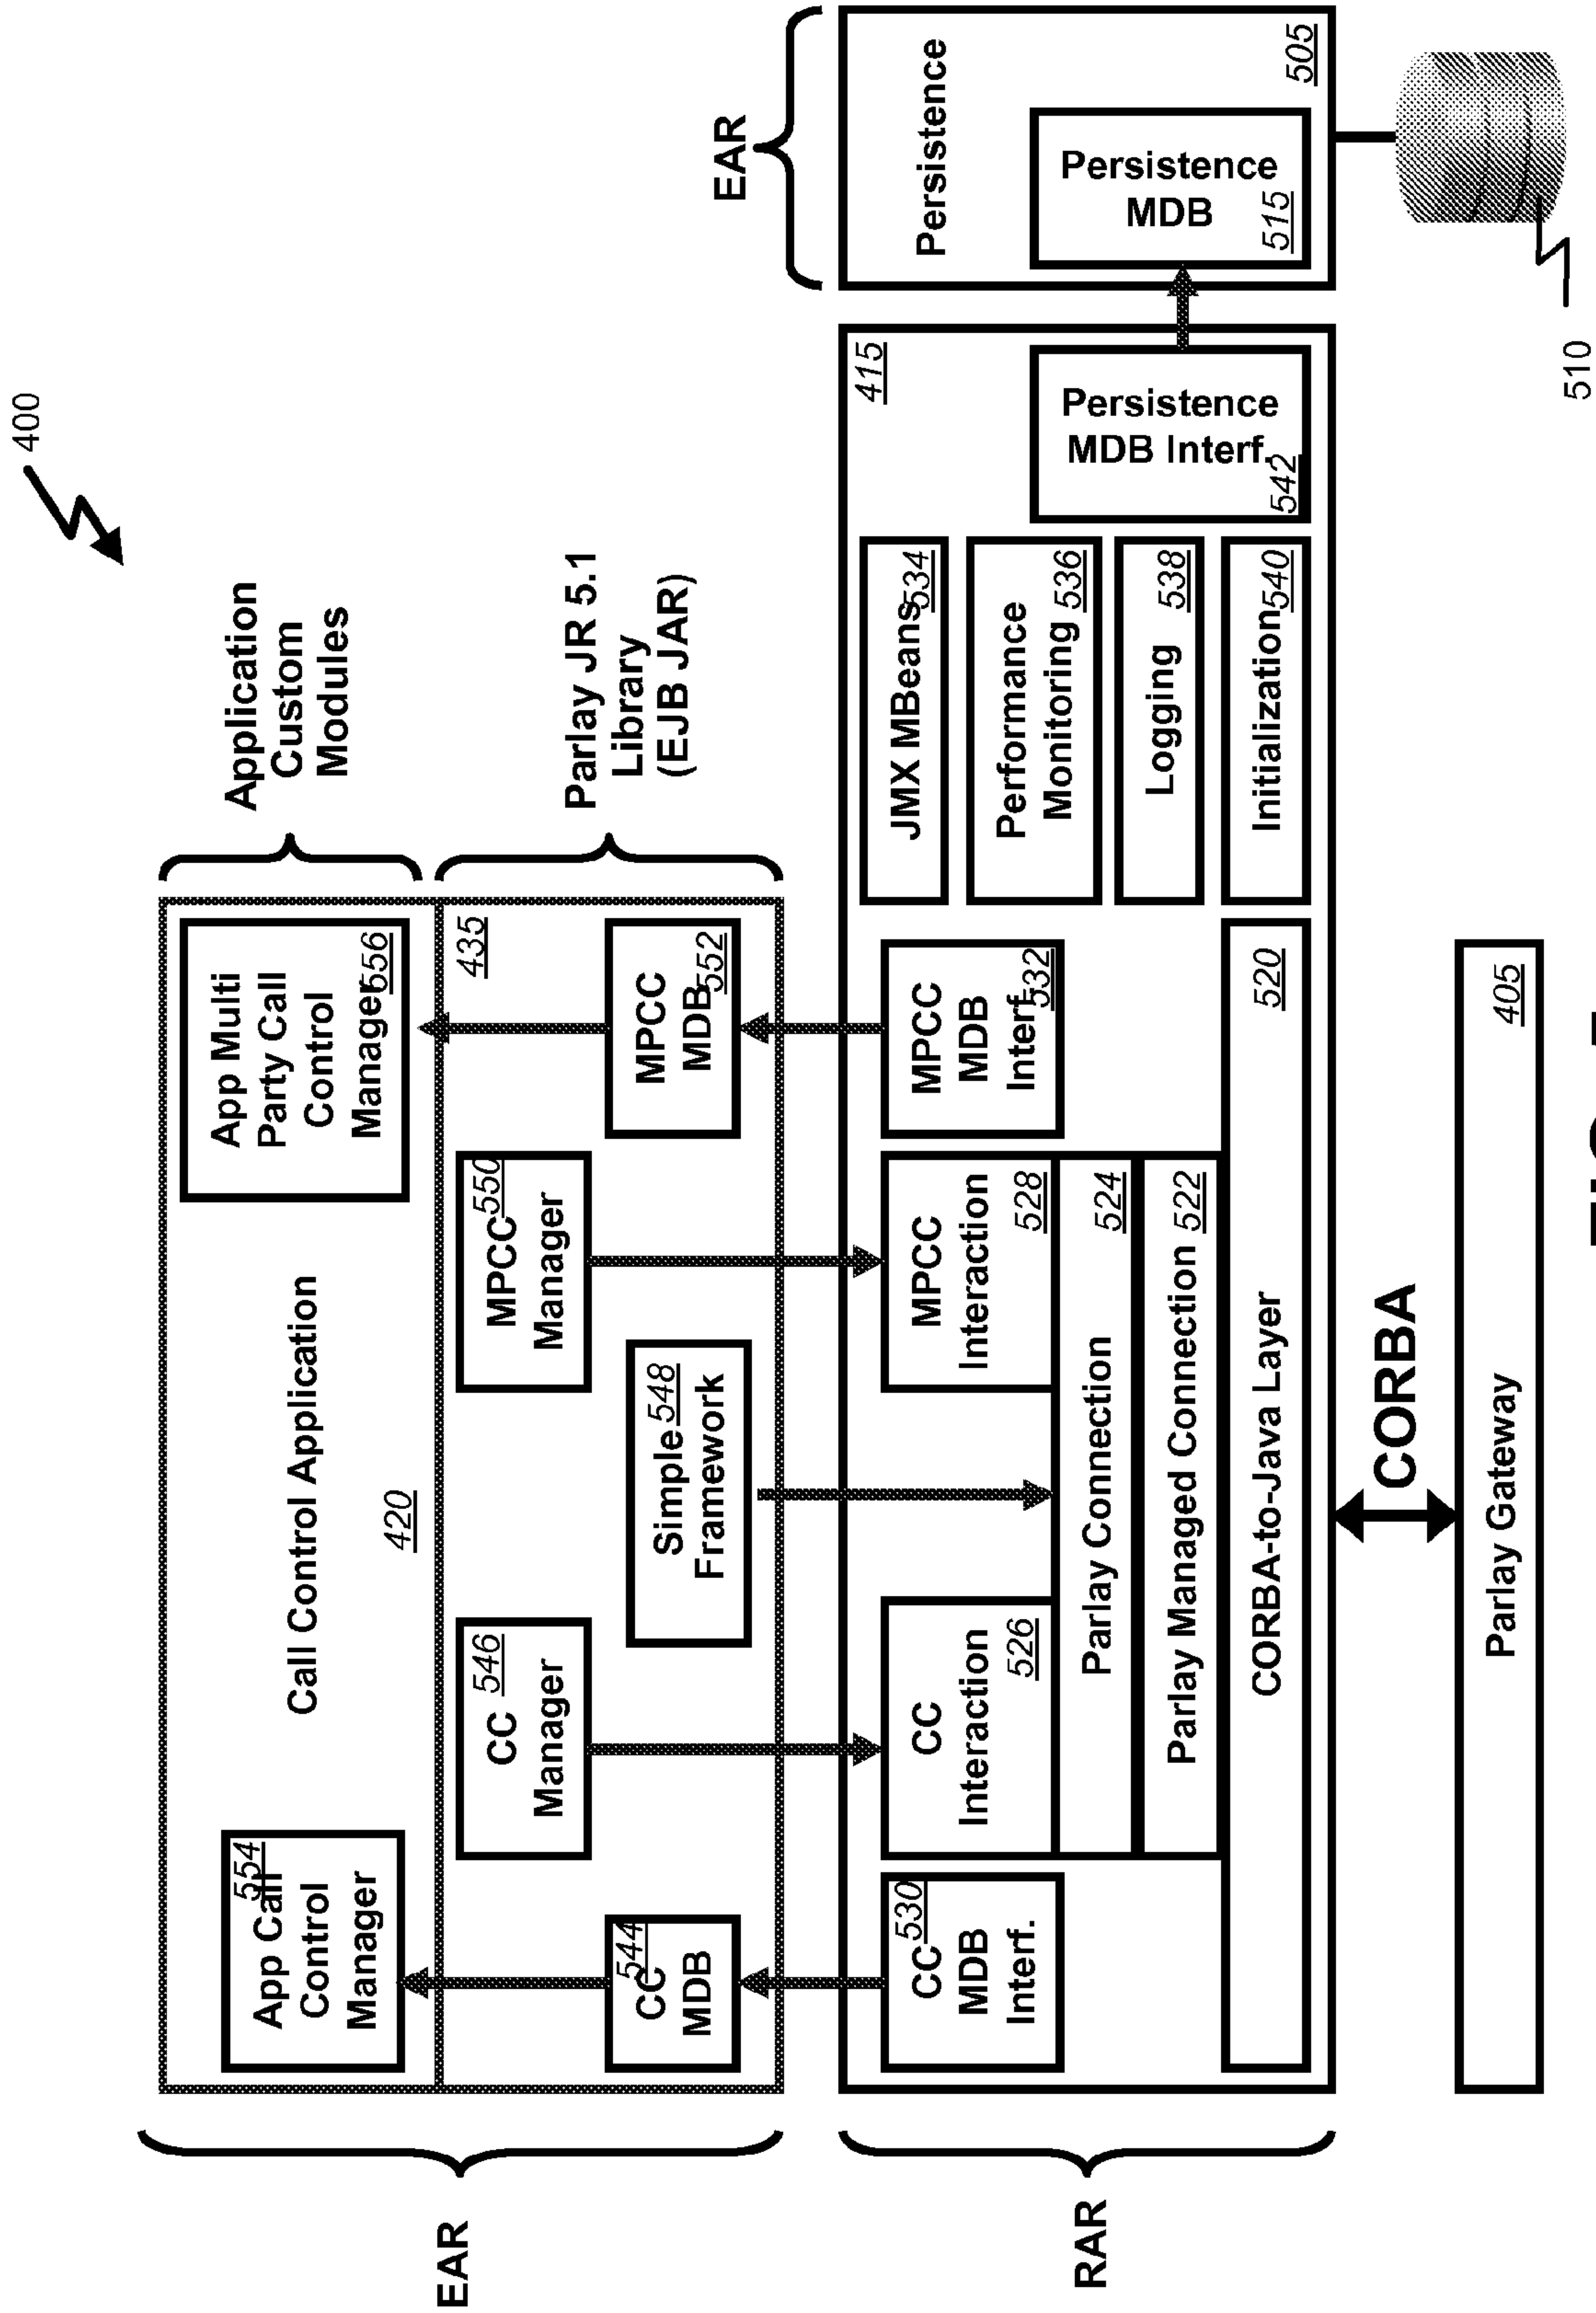 400
Application
Custom
Modules
Parlay JR 5.1
Library
(EJB JAR)
EAR
App Call
Control
Manager
554
Call Control Application
420
App Multi
Party Call
Control
Manager
556
435
CC
MDB
544
CC
Manager
546
Simple
Framework
548
MPCC
Manager
550
MPCC
MDB
552
RAR
415
CC
MDB
Interf.
530
CC
Interaction
526
MPCC
Interaction
528
MPCC
MDB
Interf.
532
Parlay Connection
524
Parlay Managed Connection
522
CORBA-to-Java Layer
520
JMX MBeans
534
Performance
Monitoring
536
Logging
538
Initialization
540
Persistence
MDB Interf.
542
EAR
Persistence
505
Persistence
MDB
515
510
CORBA
Parlay Gateway
405